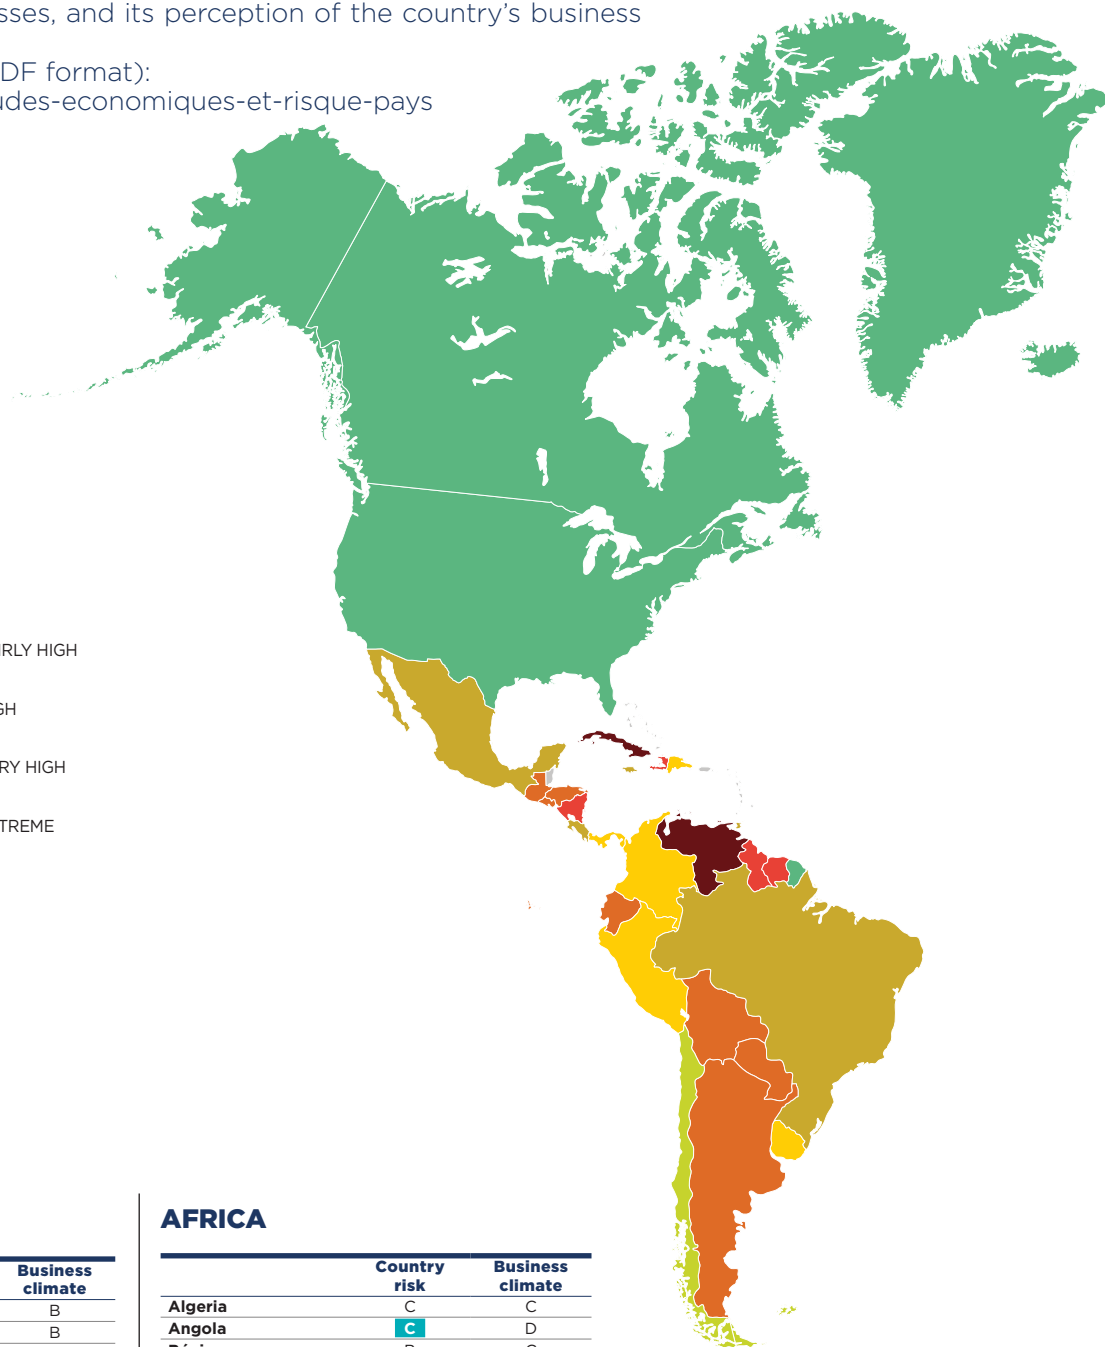 sses, and its perception of the country's business
DF format):
udes-economiques-et-risque-pays
RLY HIGH
GH
RY HIGH
TREME
Business
climate
B
B
AFRICA
Country
risk
Business
climate
Algeria C C
Angola C D